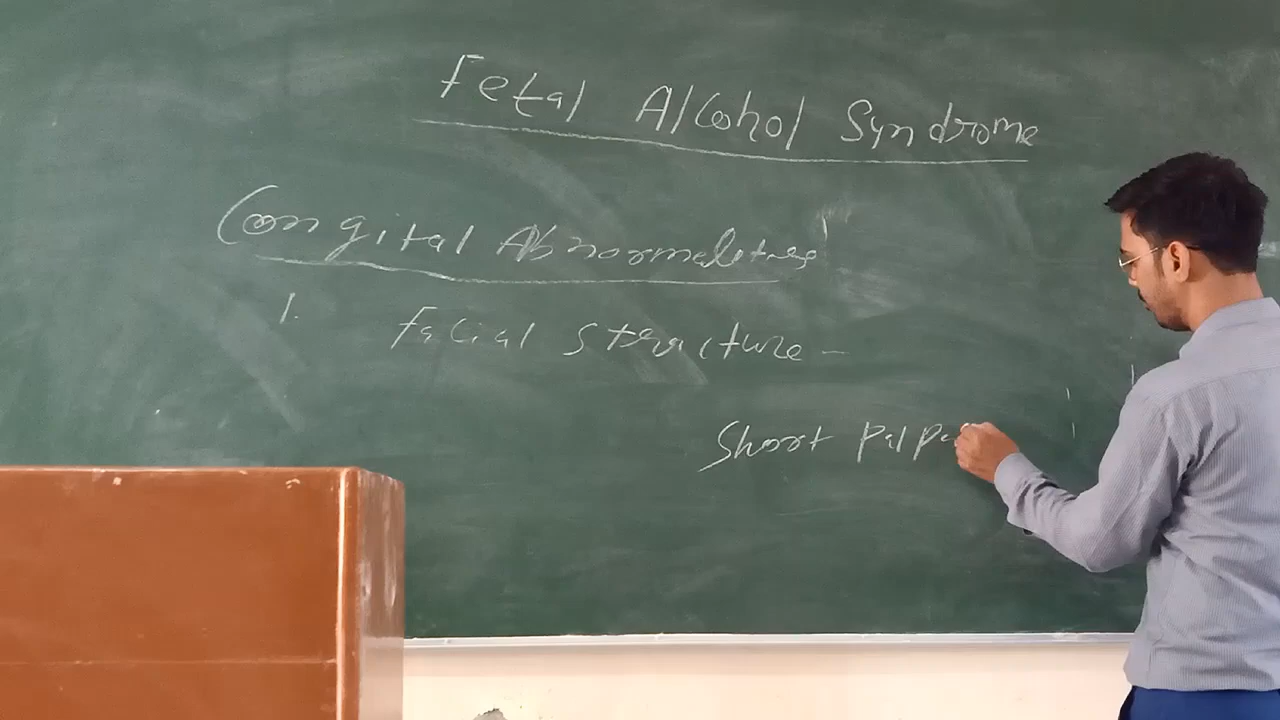 Fetal Alcohol Syndrome
Congital Abnormalities
1. Facial structure -
Short Palpe